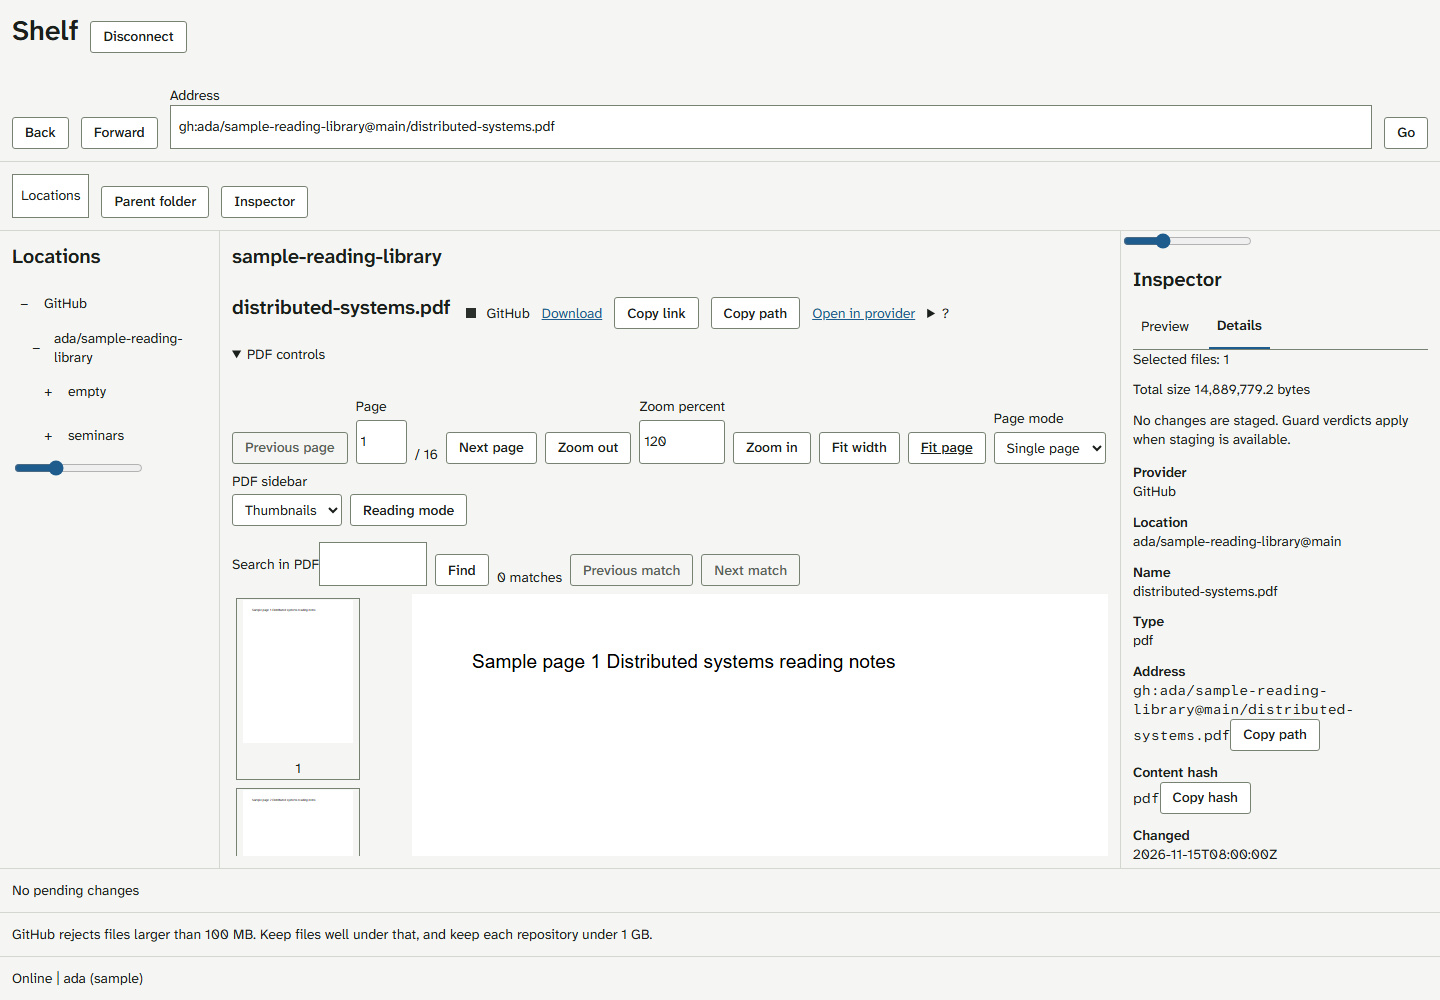 Shelf
Disconnect
Address
Back
Forward
gh:ada/sample-reading-library@main/distributed-systems.pdf
Go
Locations
Parent folder
Inspector
Locations
– GitHub
– ada/sample-reading-
library
+ empty
+ seminars
sample-reading-library
distributed-systems.pdf
GitHub
Download
Copy link
Copy path
Open in provider
?
PDF controls
Previous page
Page
1
/ 16
Next page
Zoom out
Zoom percent
120
Zoom in
Fit width
Fit page
Page mode
Single page
PDF sidebar
Thumbnails
Reading mode
Search in PDF
Find
0 matches
Previous match
Next match
Sample page 1 Distributed systems reading notes
1
Sample page 1 Distributed systems reading notes
Inspector
Preview
Details
Selected files: 1
Total size 14,889,779.2 bytes
No changes are staged. Guard verdicts apply
when staging is available.
Provider
GitHub
Location
ada/sample-reading-library@main
Name
distributed-systems.pdf
Type
pdf
Address
gh:ada/sample-reading-
library@main/distributed-
systems.pdf
Copy path
Content hash
pdf
Copy hash
Changed
2026-11-15T08:00:00Z
No pending changes
GitHub rejects files larger than 100 MB. Keep files well under that, and keep each repository under 1 GB.
Online | ada (sample)